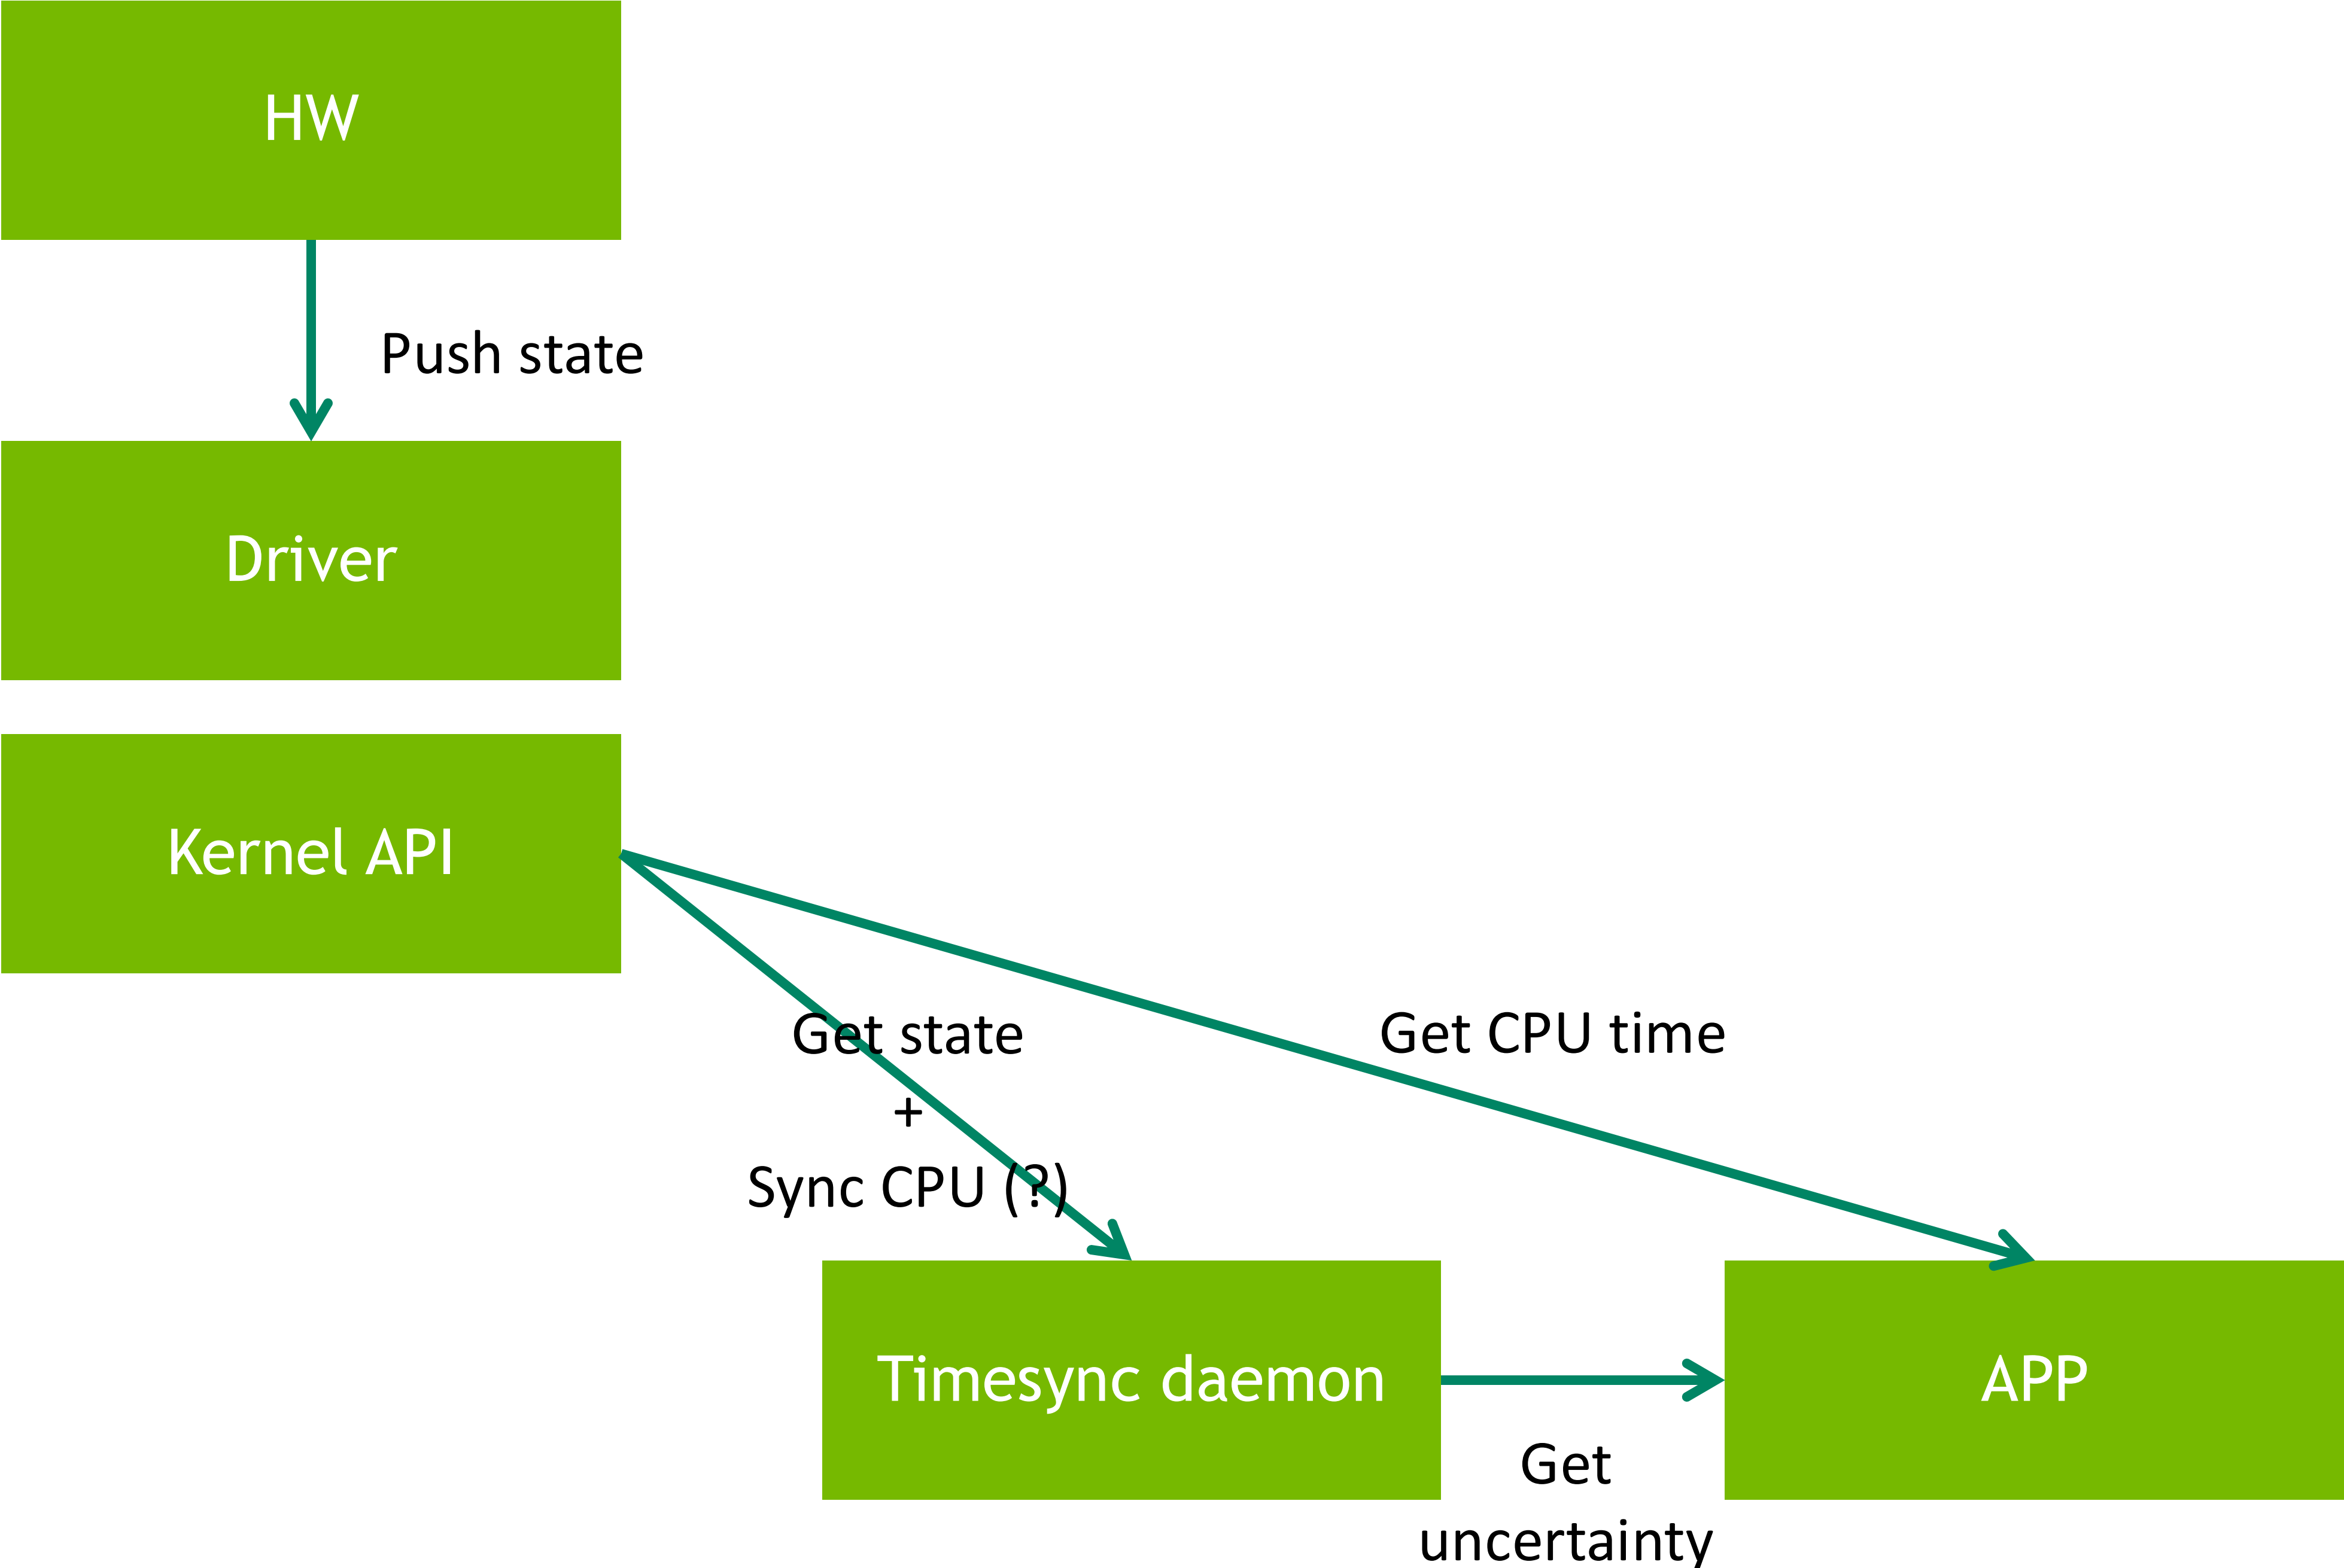 HW
Push state
Driver
Kernel API
Get state
+
Sync CPU (?)
Get CPU time
Timesync daemon
APP
Get
uncertainty